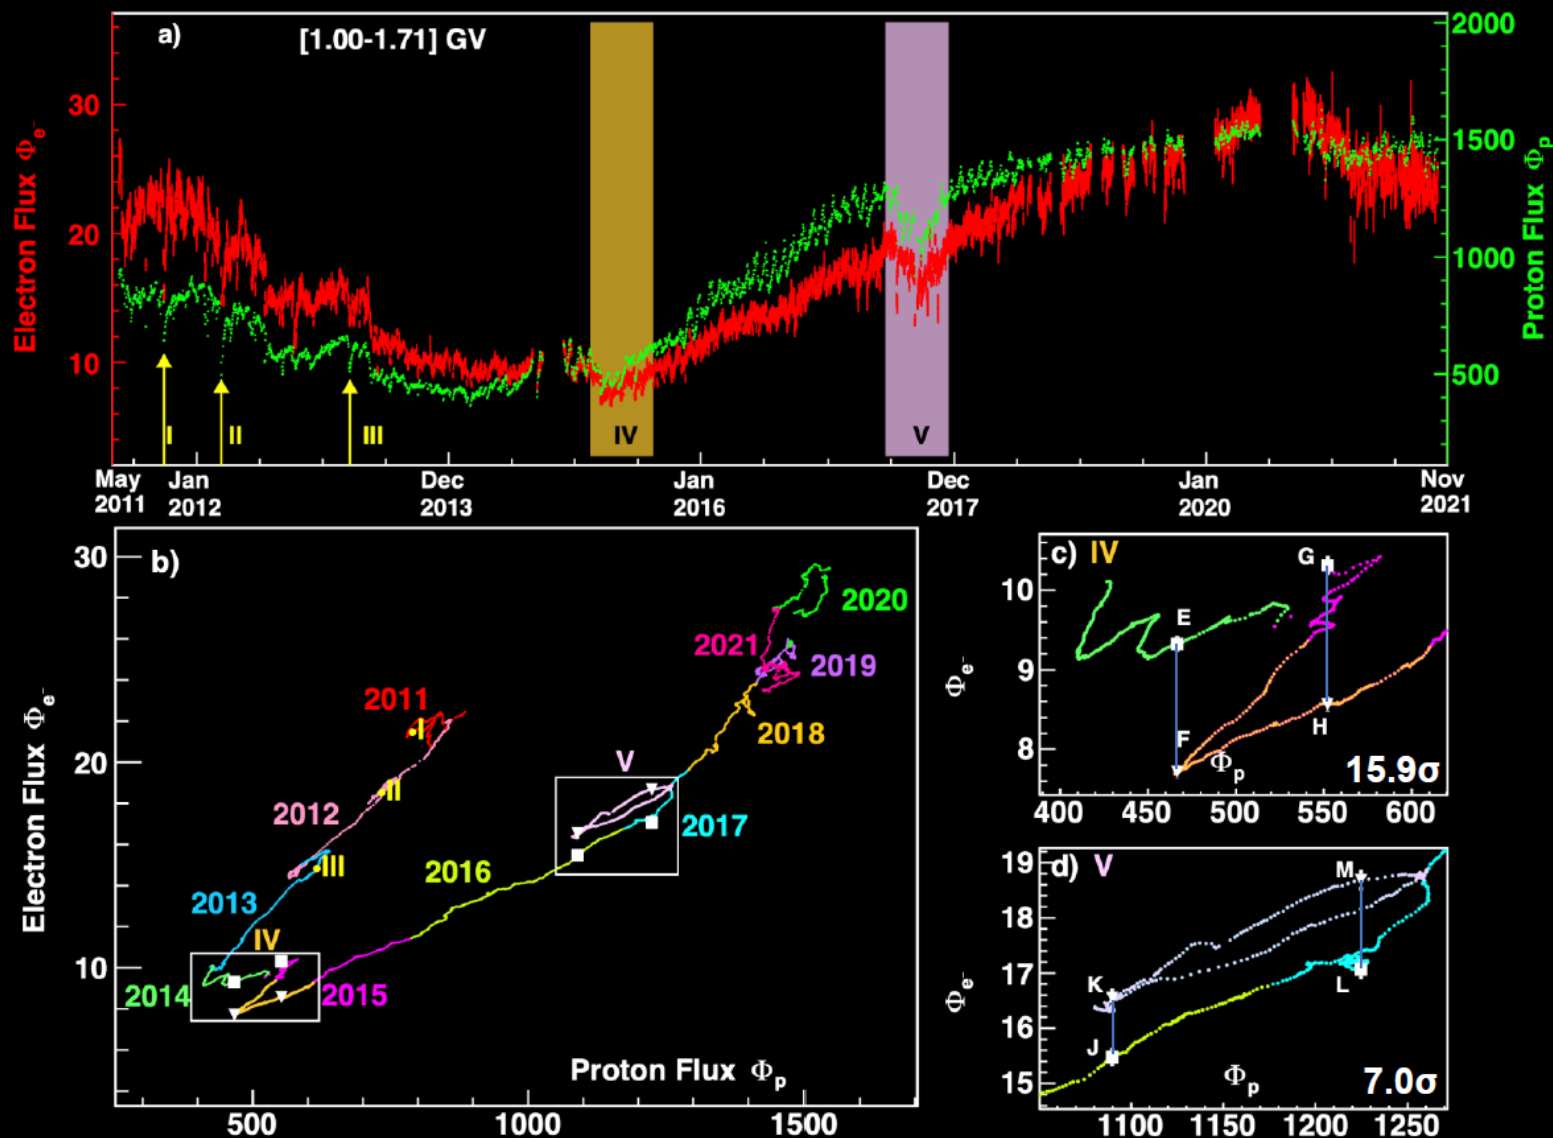 a)
[1.00-1.71] GV
Electron Flux Φe-
30
20
10
2000
1500
1000
500
Proton Flux Φp
I
II
III
IV
V
May 2011
Jan 2012
Dec 2013
Jan 2016
Dec 2017
Jan 2020
Nov 2021
b)
Electron Flux Φe-
30
20
10
2020
2021
2019
2018
2011
I
V
II
2012
2017
III
2016
2013
IV
2014
2015
Proton Flux Φp
500
1000
1500
c) IV
G
10
E
Φe-
9
F
H
8
Φp
15.9σ
400
450
500
550
600
d) V
19
M
18
Φe-
17
K
L
16
J
15
Φp
7.0σ
1100
1150
1200
1250